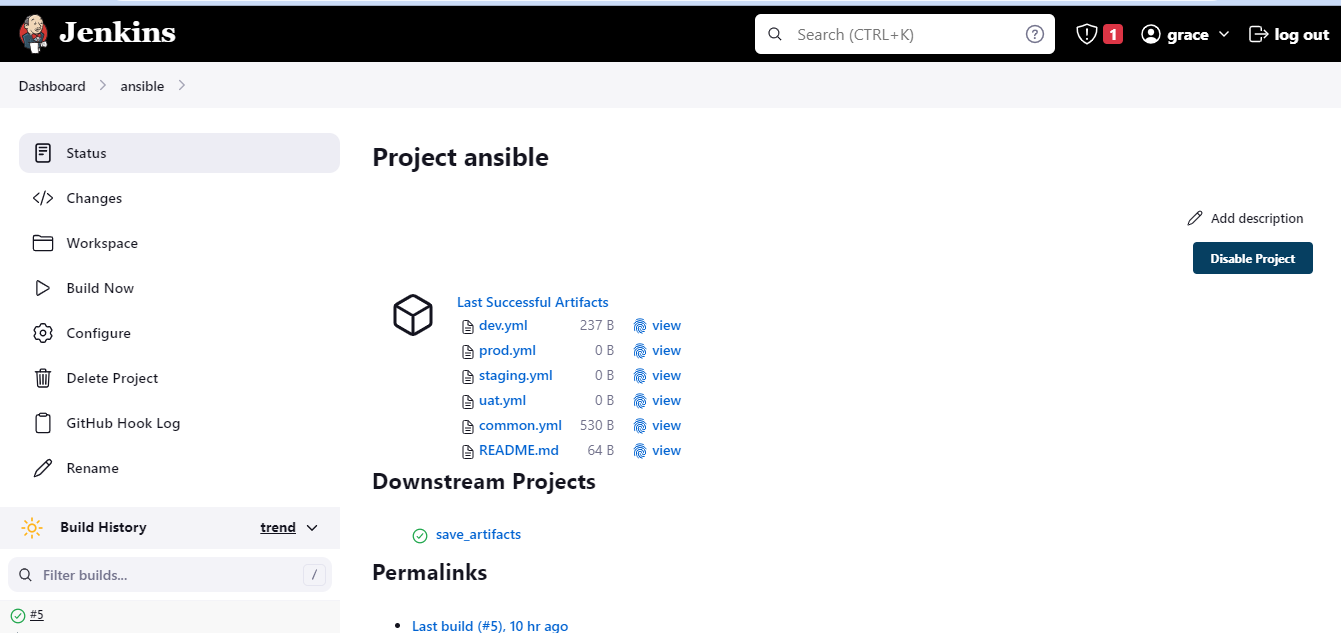 Jenkins
Search (CTRL+K)
?
1
grace
log out
Dashboard
ansible
Status
Changes
Workspace
Build Now
Configure
Delete Project
GitHub Hook Log
Rename
Build History
trend
Filter builds...
/
#5
Project ansible
Add description
Disable Project
Last Successful Artifacts
dev.yml 237 B view
prod.yml 0 B view
staging.yml 0 B view
uat.yml 0 B view
common.yml 530 B view
README.md 64 B view
Downstream Projects
save_artifacts
Permalinks
• Last build (#5), 10 hr ago